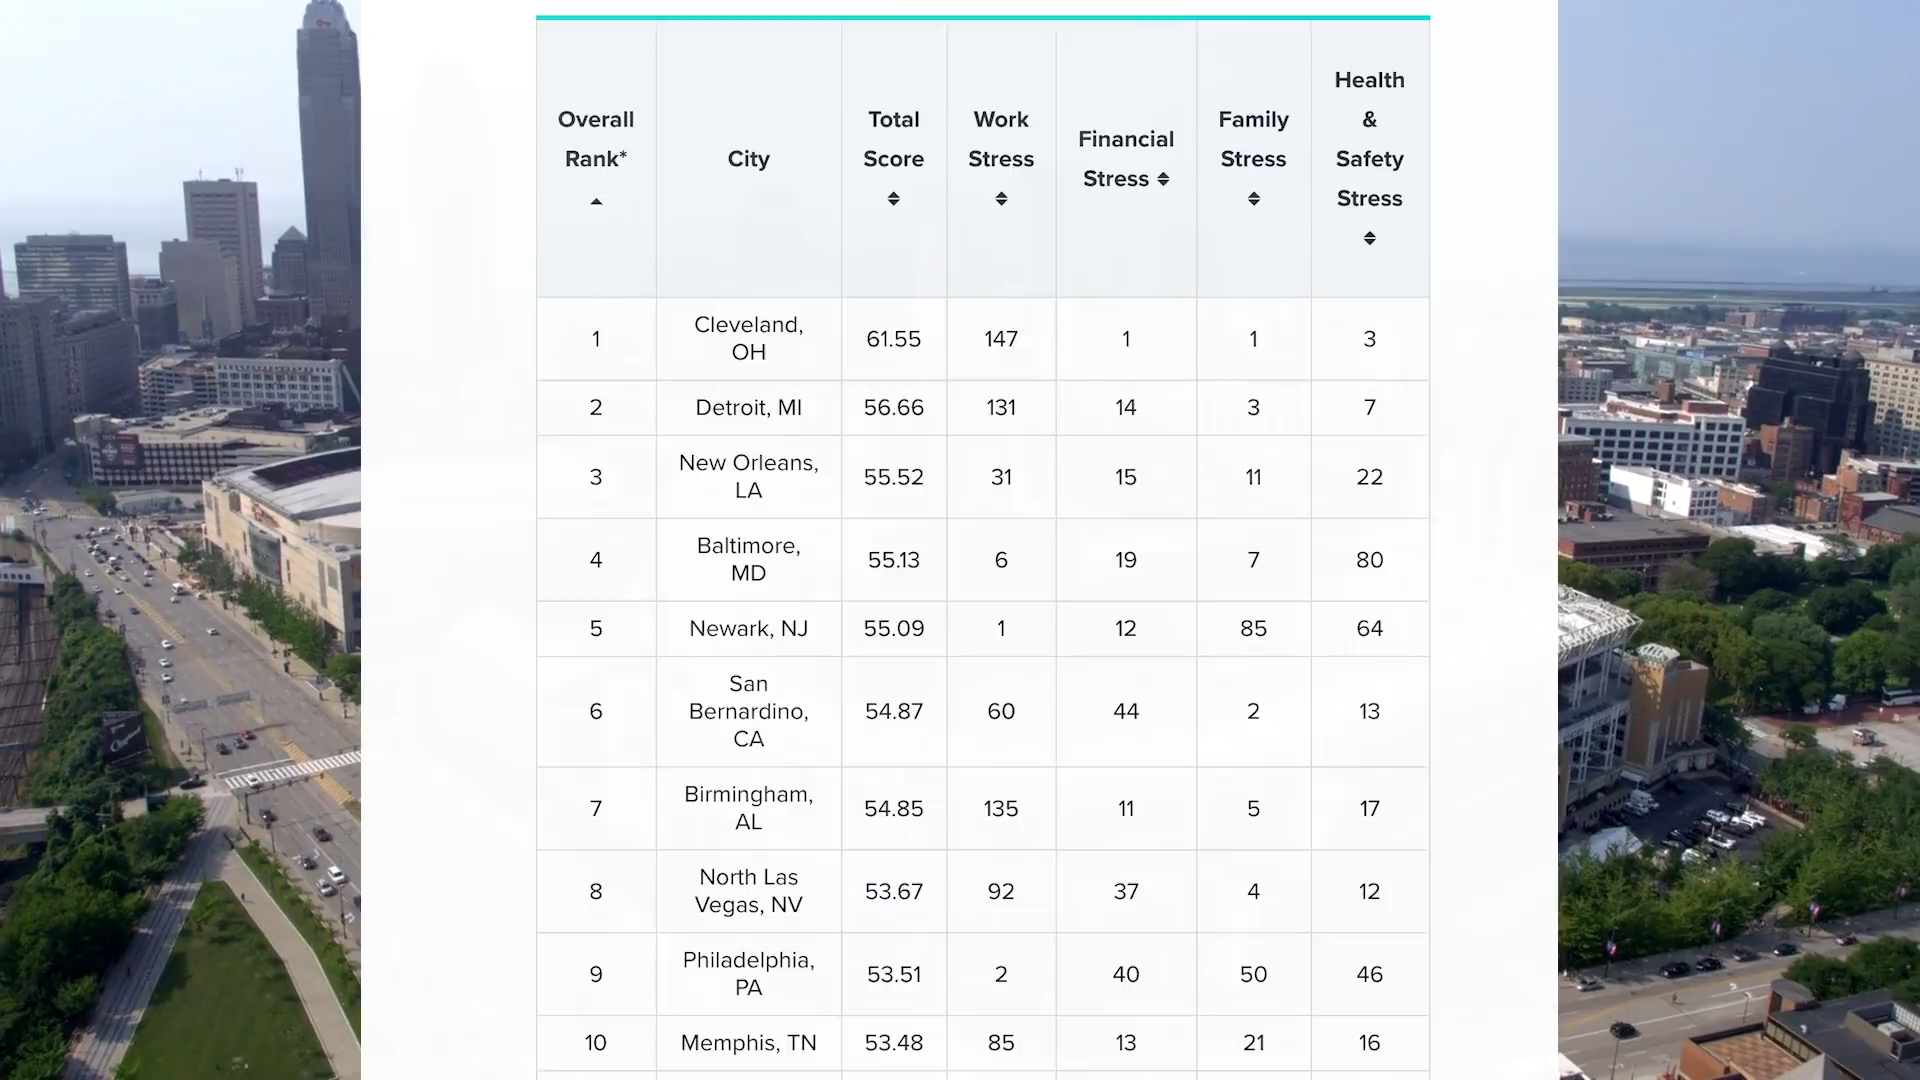 Overall
Rank*
City
Total
Score
Work
Stress
Financial
Stress
Family
Stress
Health
&
Safety
Stress
1
Cleveland,
OH
61.55
147
1
1
3
2
Detroit, MI
56.66
131
14
3
7
3
New Orleans,
LA
55.52
31
15
11
22
4
Baltimore,
MD
55.13
6
19
7
80
5
Newark, NJ
55.09
1
12
85
64
6
San
Bernardino,
CA
54.87
60
44
2
13
7
Birmingham,
AL
54.85
135
11
5
17
8
North Las
Vegas, NV
53.67
92
37
4
12
9
Philadelphia,
PA
53.51
2
40
50
46
10
Memphis, TN
53.48
85
13
21
16